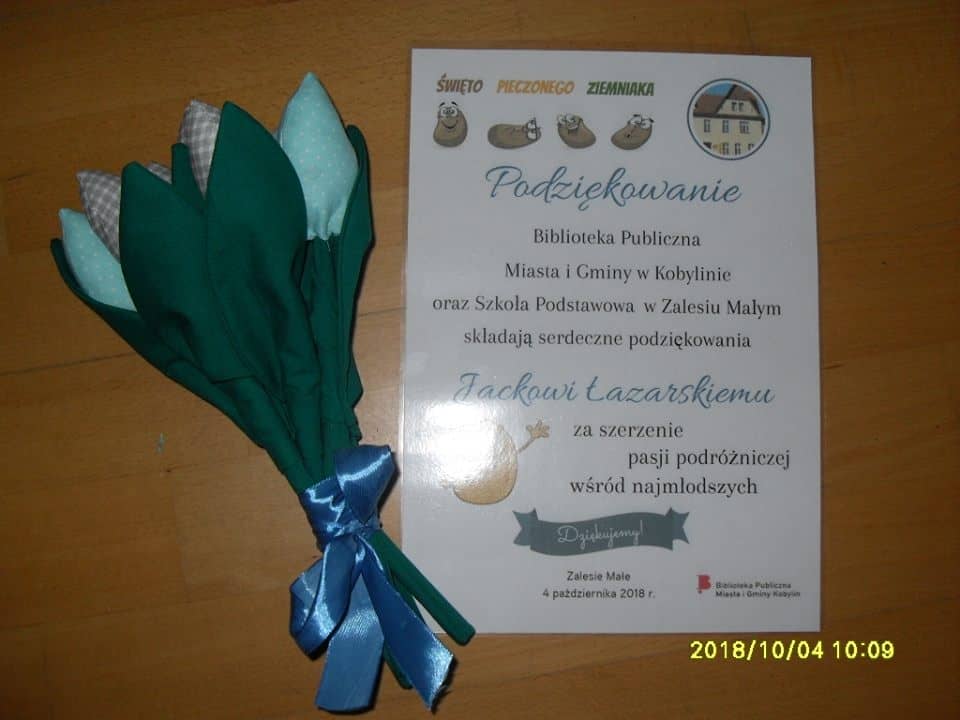 ŚWIĘTO PIECZONEGO ZIEMNIAKA
Podziękowanie
Biblioteka Publiczna
Miasta i Gminy w Kobylinie
oraz Szkoła Podstawowa w Zalesiu Małym
składają serdeczne podziękowania
Jackowi Łazarskiemu
za szerzenie
pasji podróżniczej
wśród najmłodszych
Dziękujemy!
Zalesie Małe
4 października 2018 r.
Biblioteka Publiczna
Miasta i Gminy Kobylin
2018/10/04 10:09